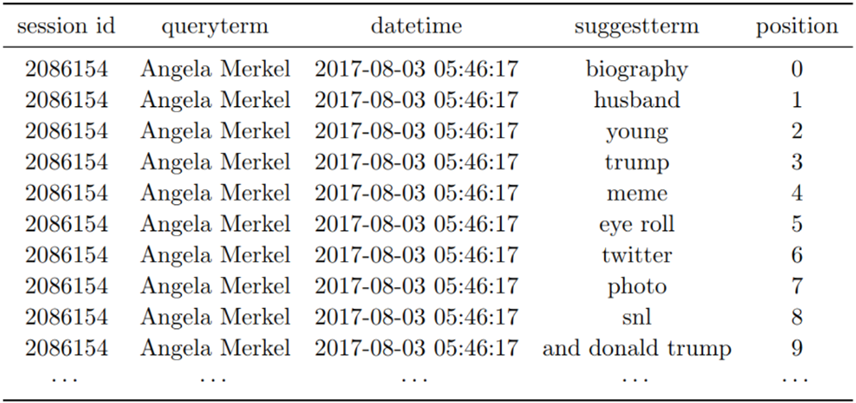 session id queryterm datetime suggestterm position
2086154 Angela Merkel 2017-08-03 05:46:17 biography 0
2086154 Angela Merkel 2017-08-03 05:46:17 husband 1
2086154 Angela Merkel 2017-08-03 05:46:17 young 2
2086154 Angela Merkel 2017-08-03 05:46:17 trump 3
2086154 Angela Merkel 2017-08-03 05:46:17 meme 4
2086154 Angela Merkel 2017-08-03 05:46:17 eye roll 5
2086154 Angela Merkel 2017-08-03 05:46:17 twitter 6
2086154 Angela Merkel 2017-08-03 05:46:17 photo 7
2086154 Angela Merkel 2017-08-03 05:46:17 snl 8
2086154 Angela Merkel 2017-08-03 05:46:17 and donald trump 9
... ... ... ... ...